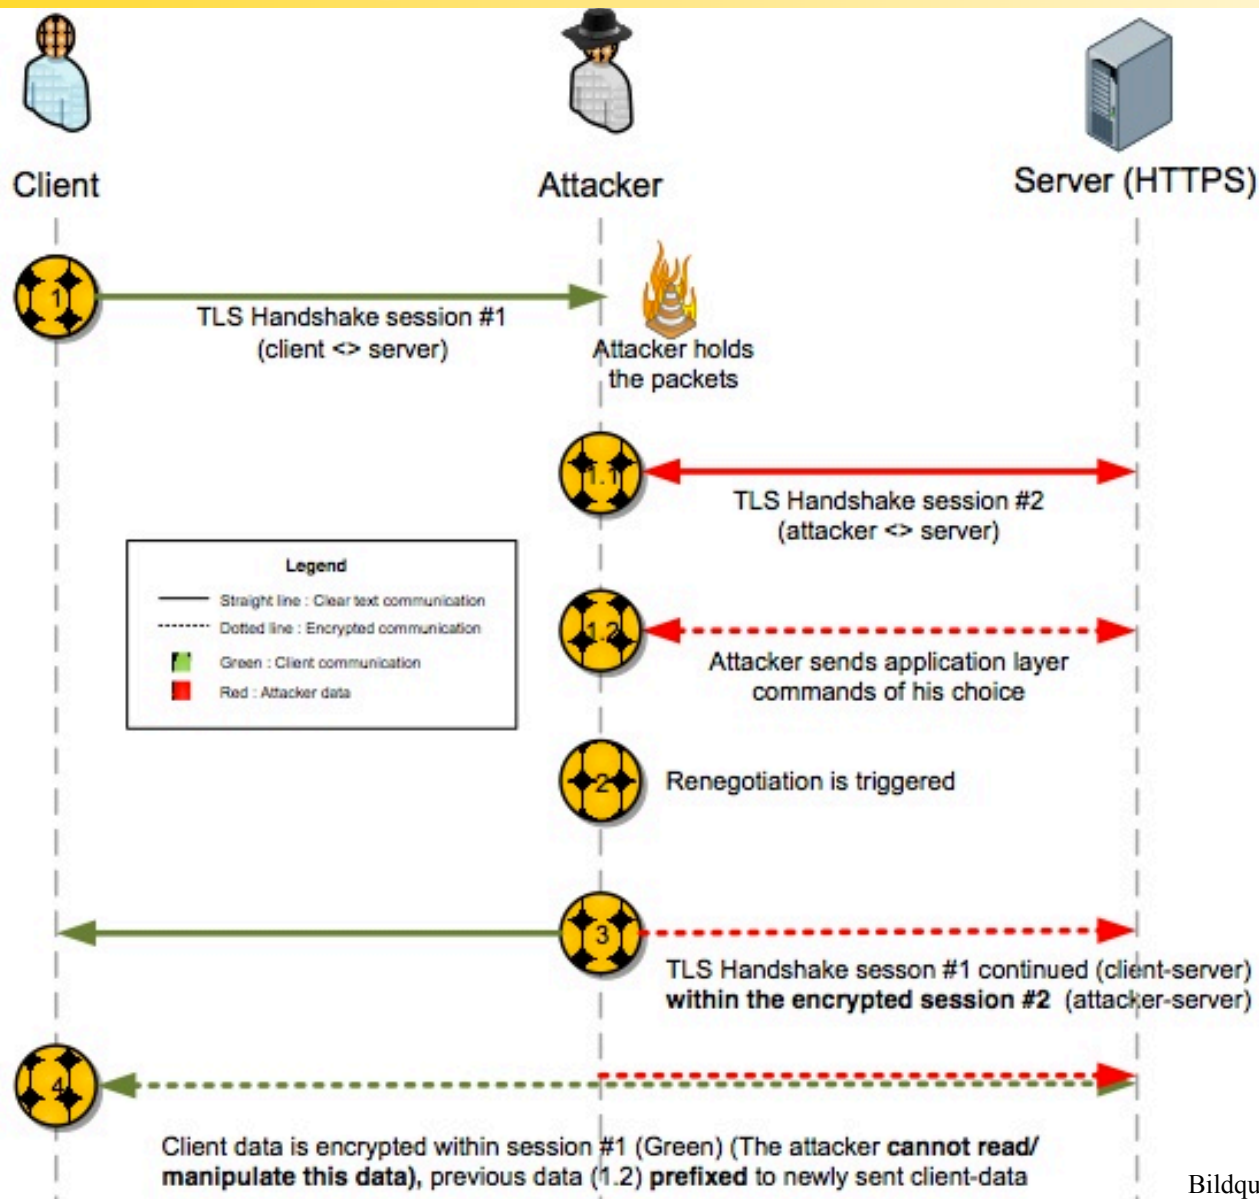 Client
Attacker
Server (HTTPS)
1
TLS Handshake session #1
(client <> server)
Attacker holds
the packets
1.1
TLS Handshake session #2
(attacker <> server)
Legend
Straight line : Clear text communication
Dotted line : Encrypted communication
Green : Client communication
Red : Attacker data
1.2
Attacker sends application layer
commands of his choice
2
Renegotiation is triggered
3
TLS Handshake sesson #1 continued (client-server)
within the encrypted session #2 (attacker-server)
4
Client data is encrypted within session #1 (Green) (The attacker cannot read/
manipulate this data), previous data (1.2) prefixed to newly sent client-data